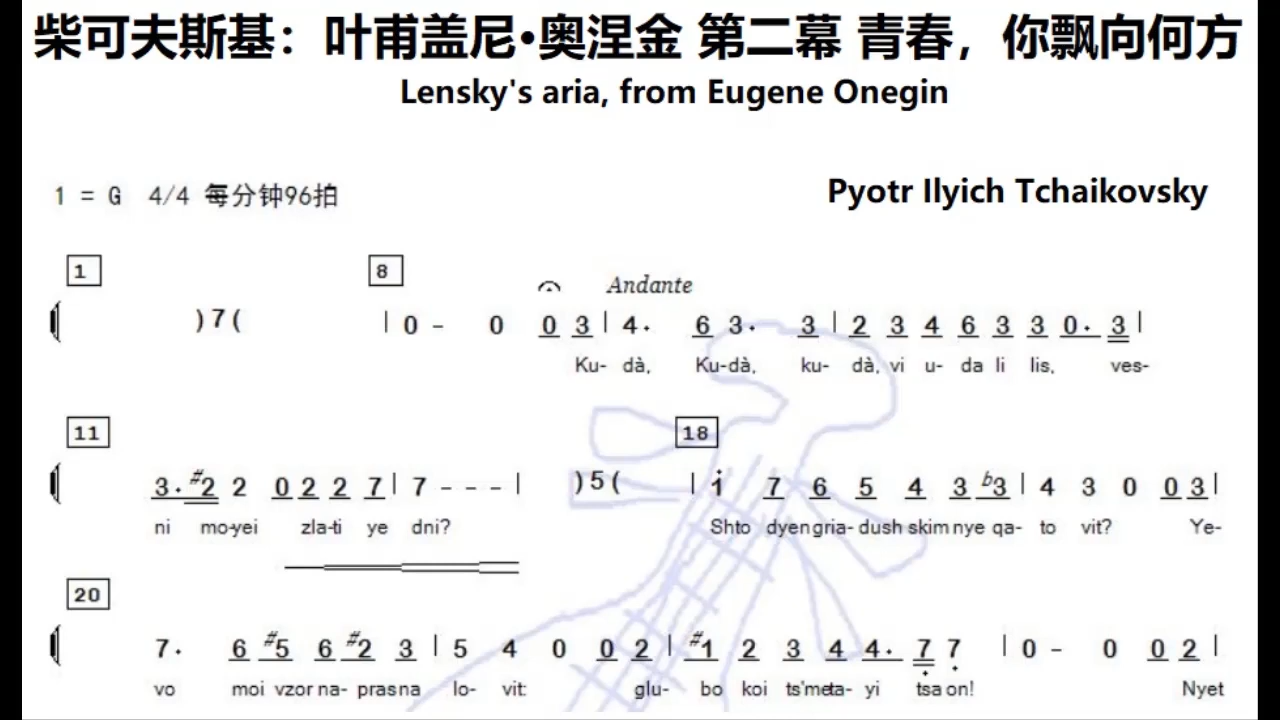 柴可夫斯基：叶甫盖尼•奥涅金 第二幕 青春，你飘向何方
Lensky's aria, from Eugene Onegin
1 = G 4/4 每分钟96拍
Pyotr Ilyich Tchaikovsky
1 8
Andante
) 7 ( | 0 - 0 0 3 | 4 . 6 3 . 3 | 2 3 4 6 3 3 0 . 3 |
Ku- dà, Ku-dà, ku- dà, vi u- da li lis, ves-
11 18
3 . #2 2 0 2 2 7 | 7 - - - | ) 5 ( | 1 7 6 5 4 3 b3 | 4 3 0 0 3 |
ni mo-yei zla-ti ye dni? Shto dyen gria- dush skim nye qa- to vit? Ye-
20
7 . 6 #5 6 #2 3 | 5 4 0 0 2 | #1 2 3 4 4 . 7 7 | 0 - 0 0 2 |
vo moi vzor na- pras na lo- vit: glu- bo koi ts'me ta- yi tsa on! Nyet